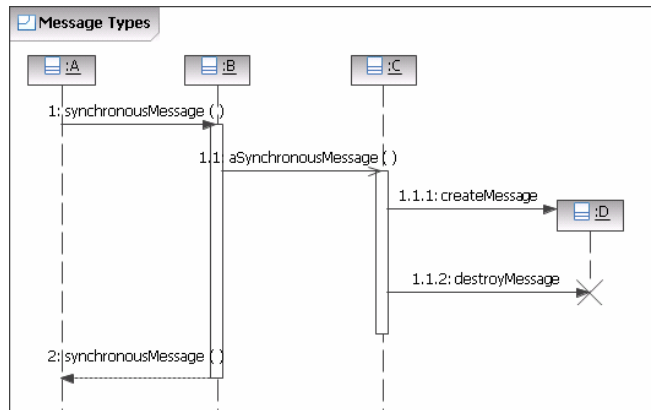 Message Types
:A
:B
:C
1: synchronousMessage ( )
1.1: aSynchronousMessage ( )
1.1.1: createMessage
:D
1.1.2: destroyMessage
2: synchronousMessage ( )